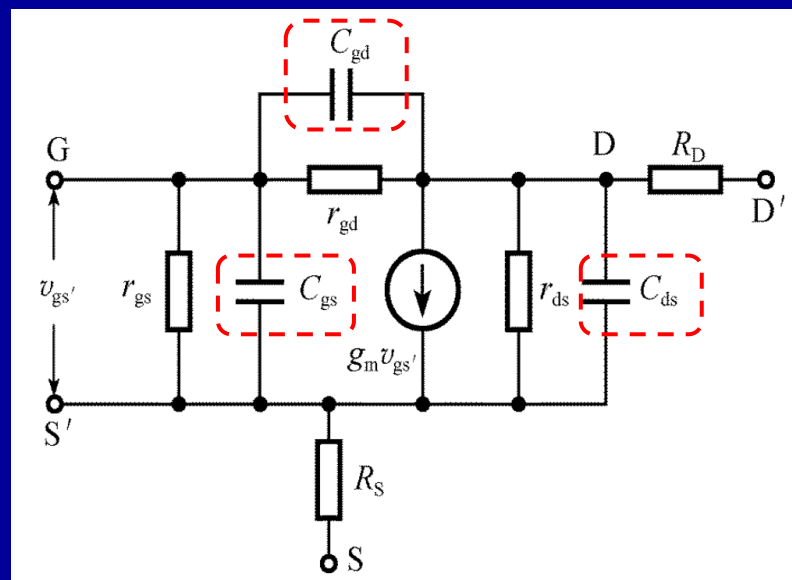 C_gd
G
D
R_D
r_gd
D′
v_gs′
r_gs
C_gs
r_ds
C_ds
g_m v_gs′
S′
R_S
S